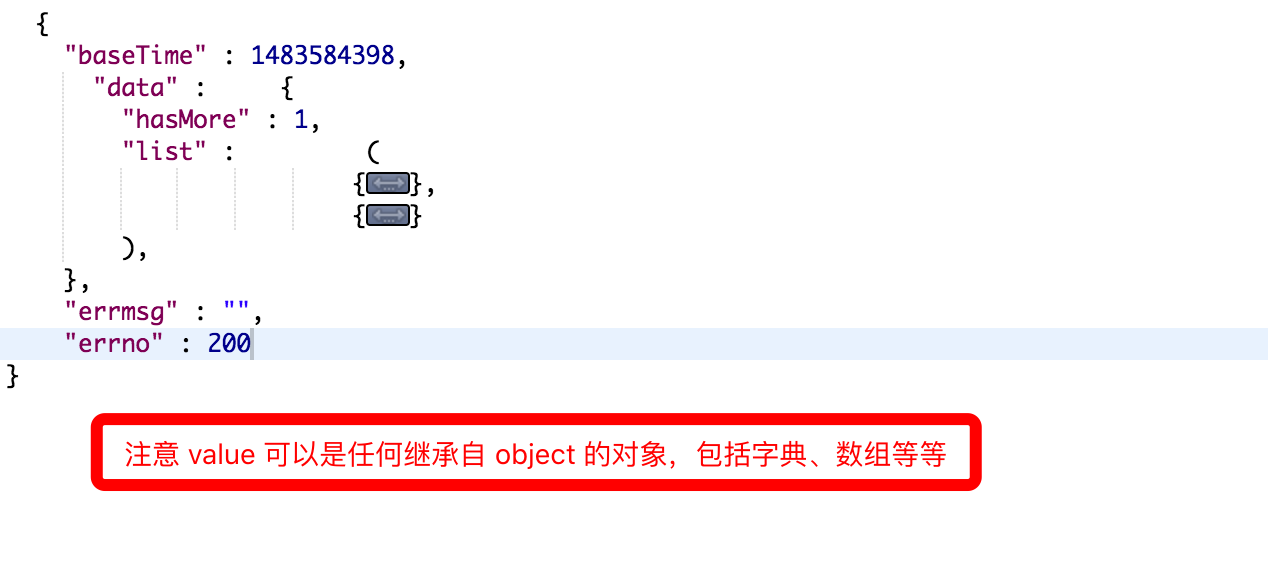 {
"baseTime" : 1483584398,
"data" : {
"hasMore" : 1,
"list" : (
{...},
{...}
),
},
"errmsg" : "",
"errno" : 200
}
注意 value 可以是任何继承自 object 的对象，包括字典、数组等等